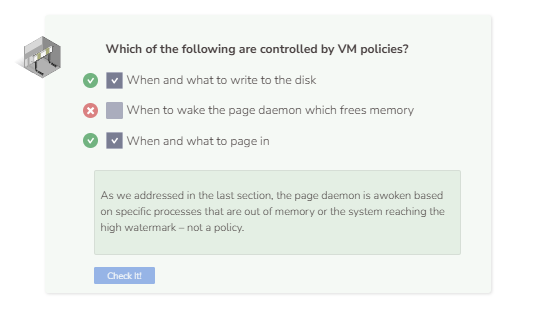 Which of the following are controlled by VM policies?
When and what to write to the disk
When to wake the page daemon which frees memory
When and what to page in
As we addressed in the last section, the page daemon is awoken based
on specific processes that are out of memory or the system reaching the
high watermark – not a policy.
Check It!